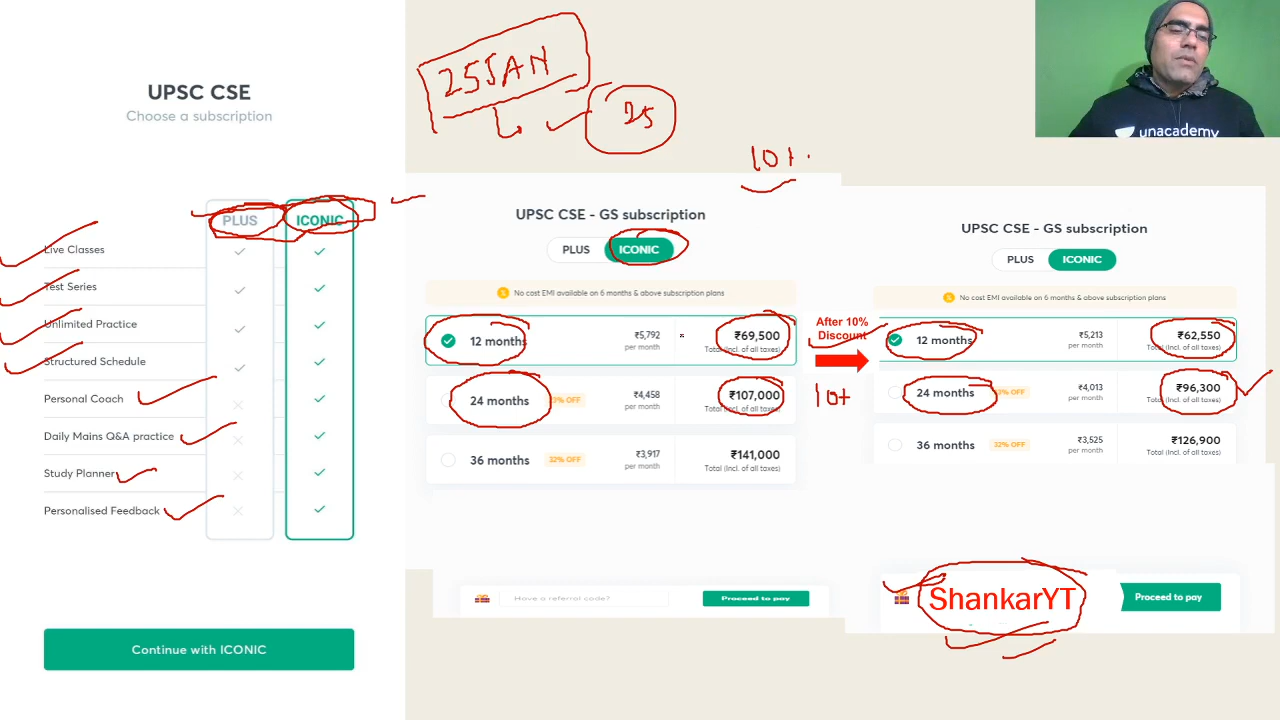 UPSC CSE
Choose a subscription
PLUS ICONIC
Live Classes
Test Series
Unlimited Practice
Structured Schedule
Personal Coach
Daily Mains Q&A practice
Study Planner
Personalised Feedback
Continue with ICONIC
25JAN
25
10%
UPSC CSE - GS subscription
PLUS ICONIC
No cost EMI available on 6 months & above subscription plans
12 months ₹5,792 ₹69,500
per month Total (Incl. of all taxes)
24 months ₹4,458 ₹107,000
per month Total (Incl. of all taxes)
36 months 32% OFF ₹3,917 ₹141,000
per month Total (Incl. of all taxes)
Have a referral code? Proceed to pay
After 10%
Discount
UPSC CSE - GS subscription
PLUS ICONIC
No cost EMI available on 6 months & above subscription plans
12 months ₹5,213 ₹62,550
per month Total (Incl. of all taxes)
24 months ₹4,013 ₹96,300
per month Total (Incl. of all taxes)
36 months 32% OFF ₹3,525 ₹126,900
per month Total (Incl. of all taxes)
ShankarYT Proceed to pay
unacademy